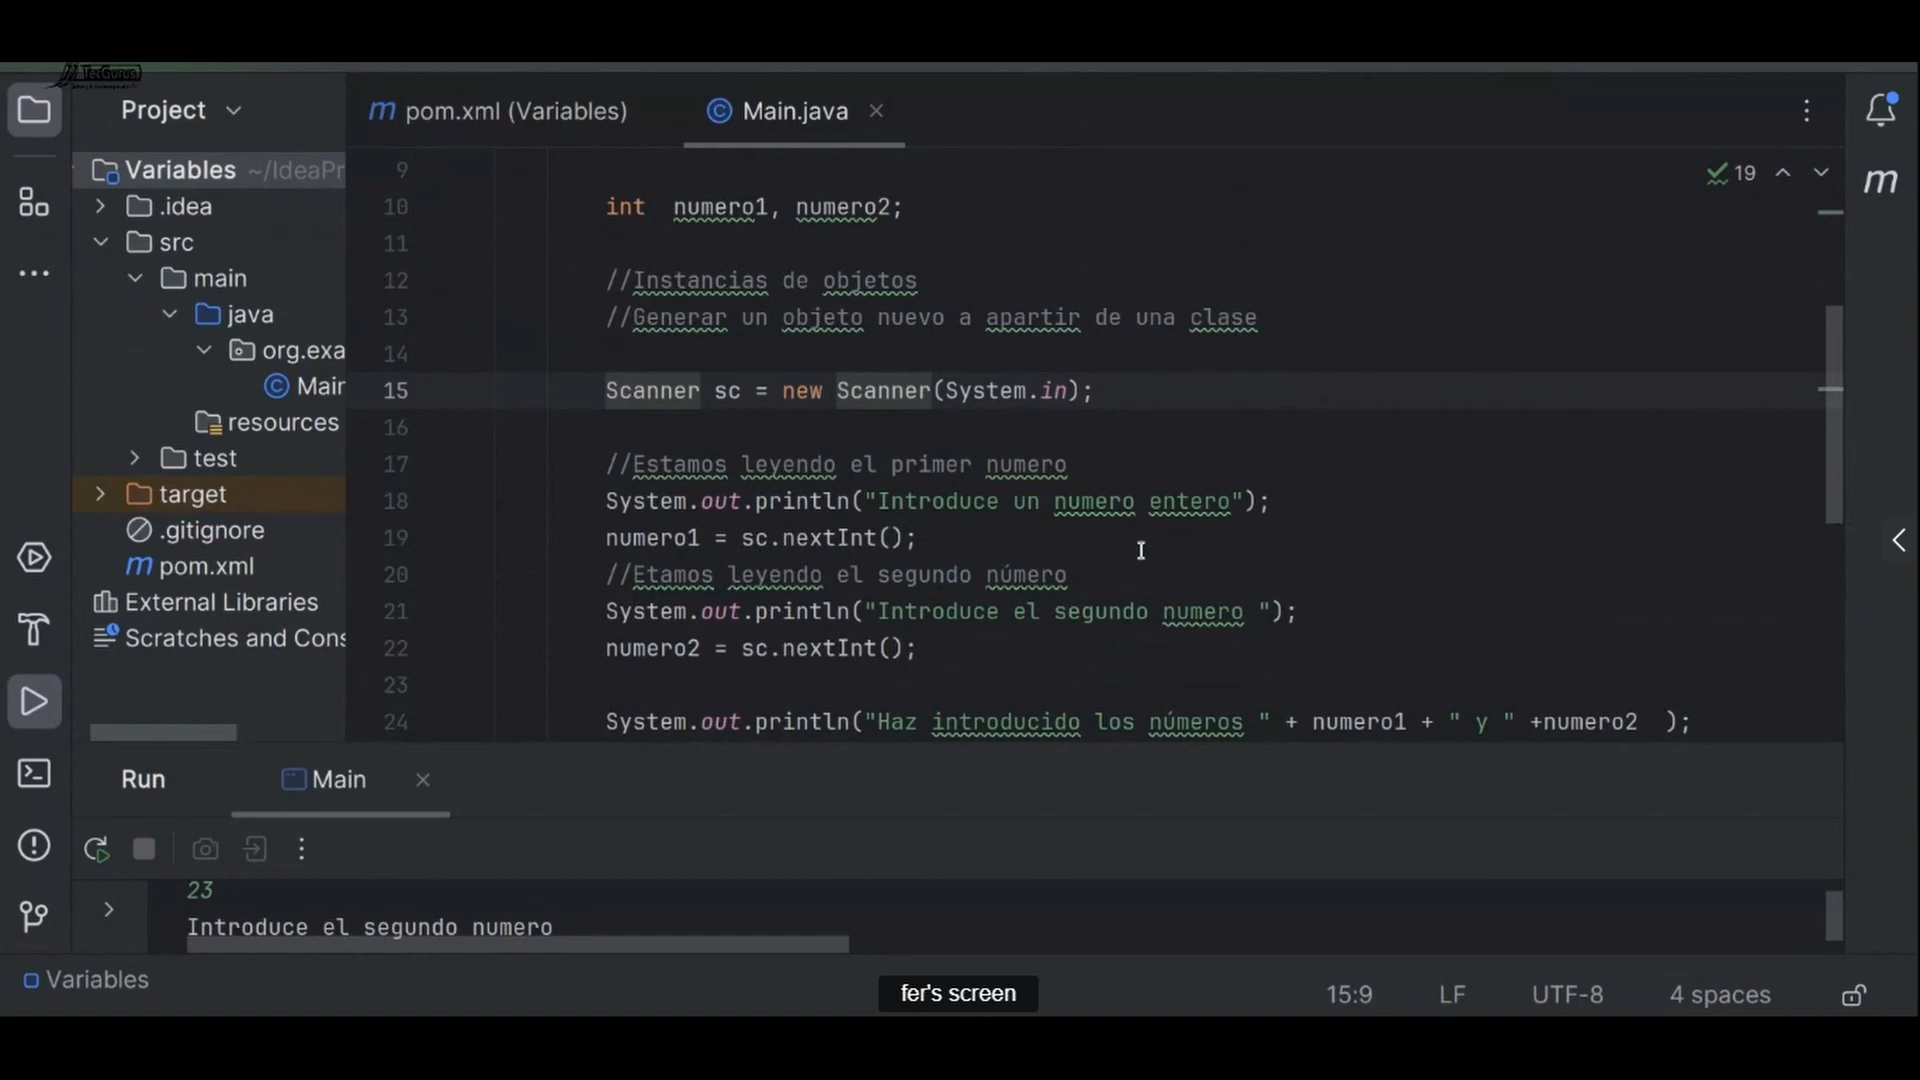 TecGurus
Project
pom.xml (Variables)
Main.java
Variables ~/IdeaPr
.idea
src
main
java
org.exa
Main
resources
test
target
.gitignore
pom.xml
External Libraries
Scratches and Cons
19
9
10 int numero1, numero2;
11
12 //Instancias de objetos
13 //Generar un objeto nuevo a apartir de una clase
14
15 Scanner sc = new Scanner(System.in);
16
17 //Estamos leyendo el primer numero
18 System.out.println("Introduce un numero entero");
19 numero1 = sc.nextInt();
20 //Etamos leyendo el segundo número
21 System.out.println("Introduce el segundo numero ");
22 numero2 = sc.nextInt();
23
24 System.out.println("Haz introducido los números " + numero1 + " y " +numero2 );
Run
Main
23
Introduce el segundo numero
Variables
fer's screen
15:9
LF
UTF-8
4 spaces